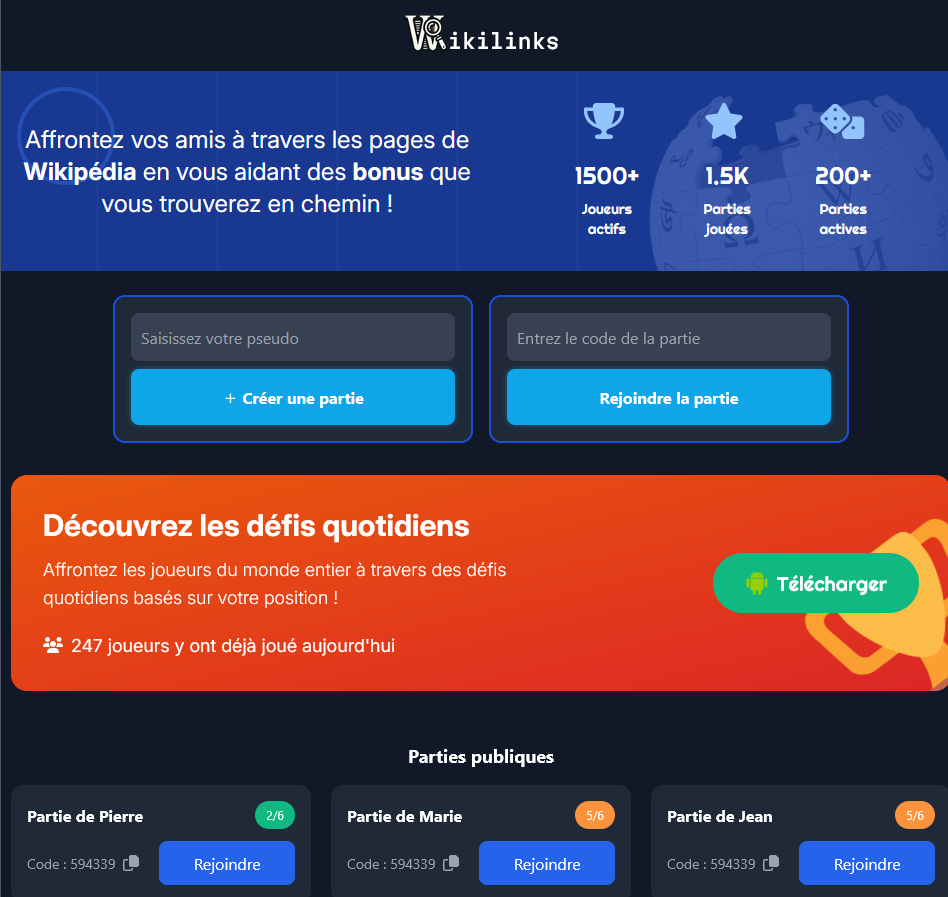 Wikilinks
Affrontez vos amis à travers les pages de
Wikipédia en vous aidant des bonus que
vous trouverez en chemin !
1500+
Joueurs
actifs
1.5K
Parties
jouées
200+
Parties
actives
Saisissez votre pseudo
+ Créer une partie
Entrez le code de la partie
Rejoindre la partie
Découvrez les défis quotidiens
Affrontez les joueurs du monde entier à travers des défis
quotidiens basés sur votre position !
247 joueurs y ont déjà joué aujourd'hui
Télécharger
Parties publiques
Partie de Pierre
2/6
Code : 594339
Rejoindre
Partie de Marie
5/6
Code : 594339
Rejoindre
Partie de Jean
5/6
Code : 594339
Rejoindre